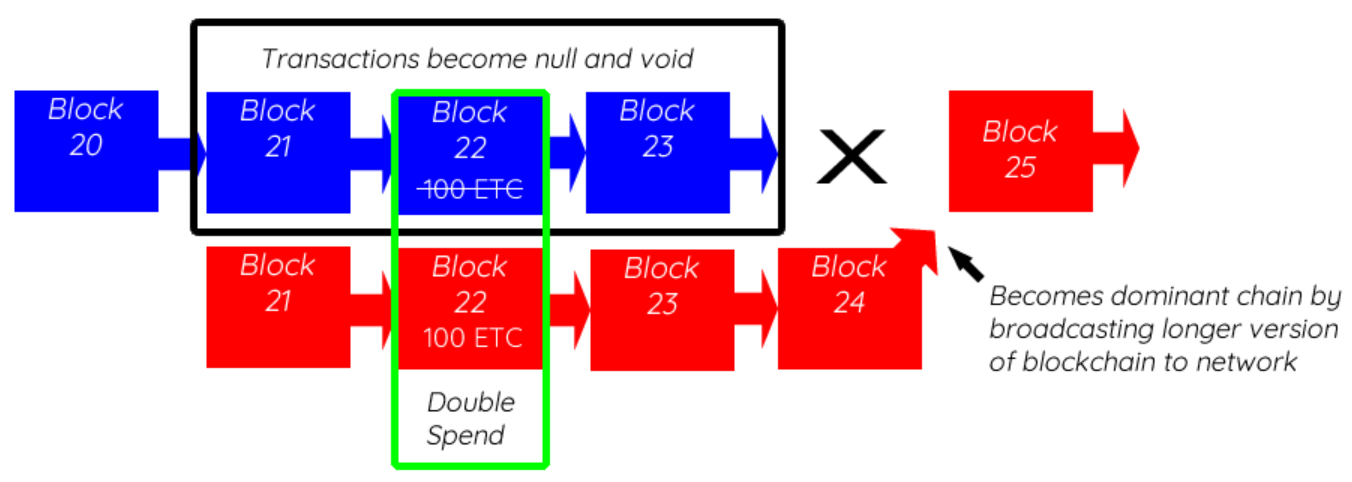 Transactions become null and void
Block
20
Block
21
Block
22
100 ETC
Block
23
Block
25
Block
21
Block
22
100 ETC
Block
23
Block
24
Becomes dominant chain by
broadcasting longer version
of blockchain to network
Double
Spend